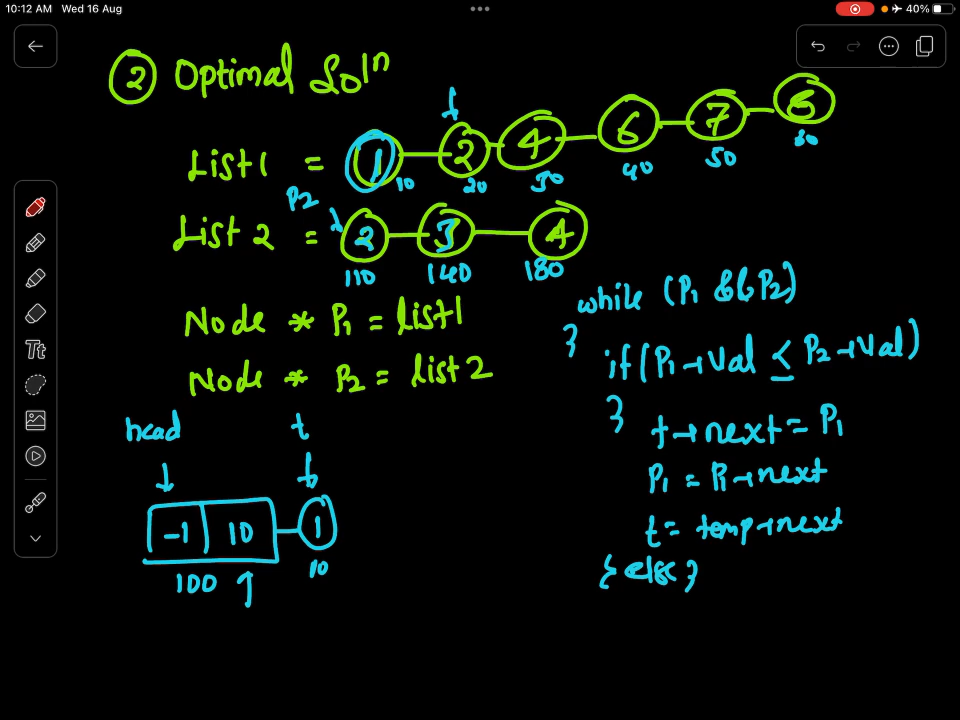 10:12 AM Wed 16 Aug
40%
② Optimal Soln
List1 = 1 2 4 6 7 8
10 20 30 40 50 60
P2
List 2 = 2 3 4
110 140 180
Node * P1 = list1
Node * P2 = list2
head t
-1 10 1
100 10
while (P1 && P2)
{
if (P1→val ≤ P2→val)
{
t→next = P1
P1 = P1→next
t = temp→next
} else {
Tt